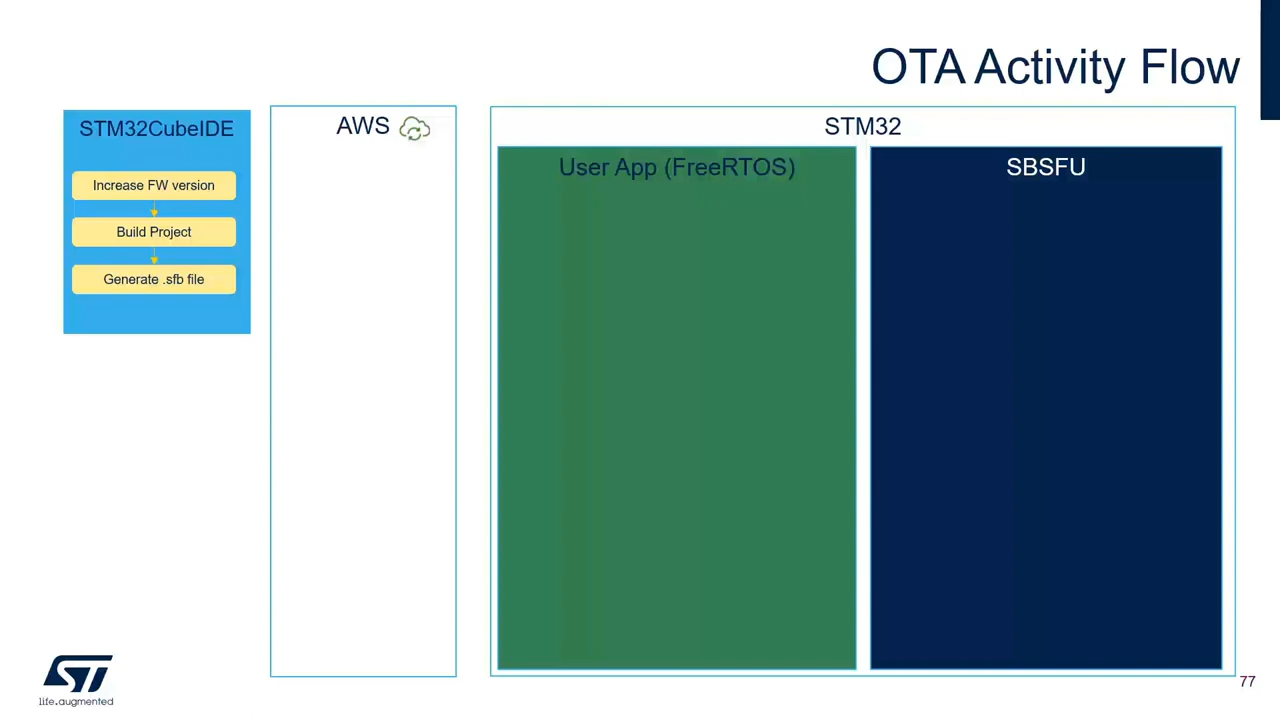 OTA Activity Flow
STM32CubeIDE
Increase FW version
Build Project
Generate .sfb file
AWS
STM32
User App (FreeRTOS)
SBSFU
ST
life.augmented
77